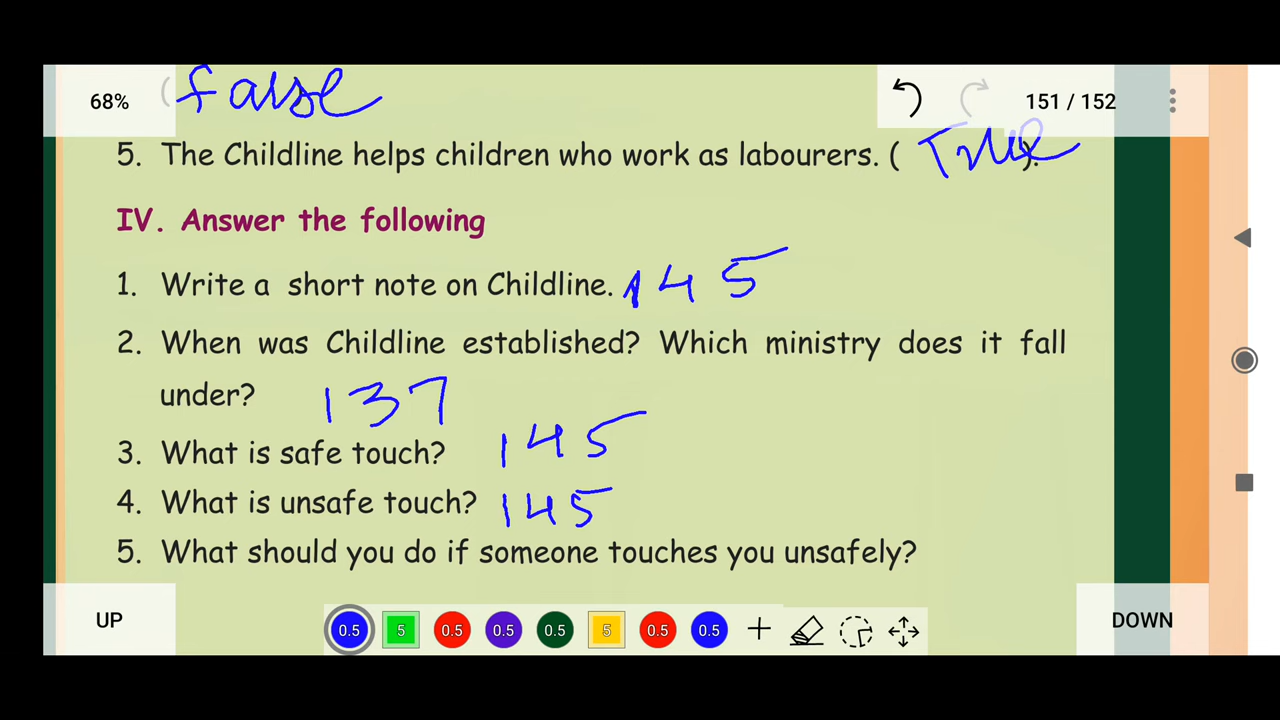 68%
( false
151 / 152
5. The Childline helps children who work as labourers. ( True ).
IV. Answer the following
1. Write a short note on Childline. 145
2. When was Childline established? Which ministry does it fall
under? 137
3. What is safe touch? 145
4. What is unsafe touch? 145
5. What should you do if someone touches you unsafely?
UP
0.5 5 0.5 0.5 0.5 5 0.5 0.5 +
DOWN